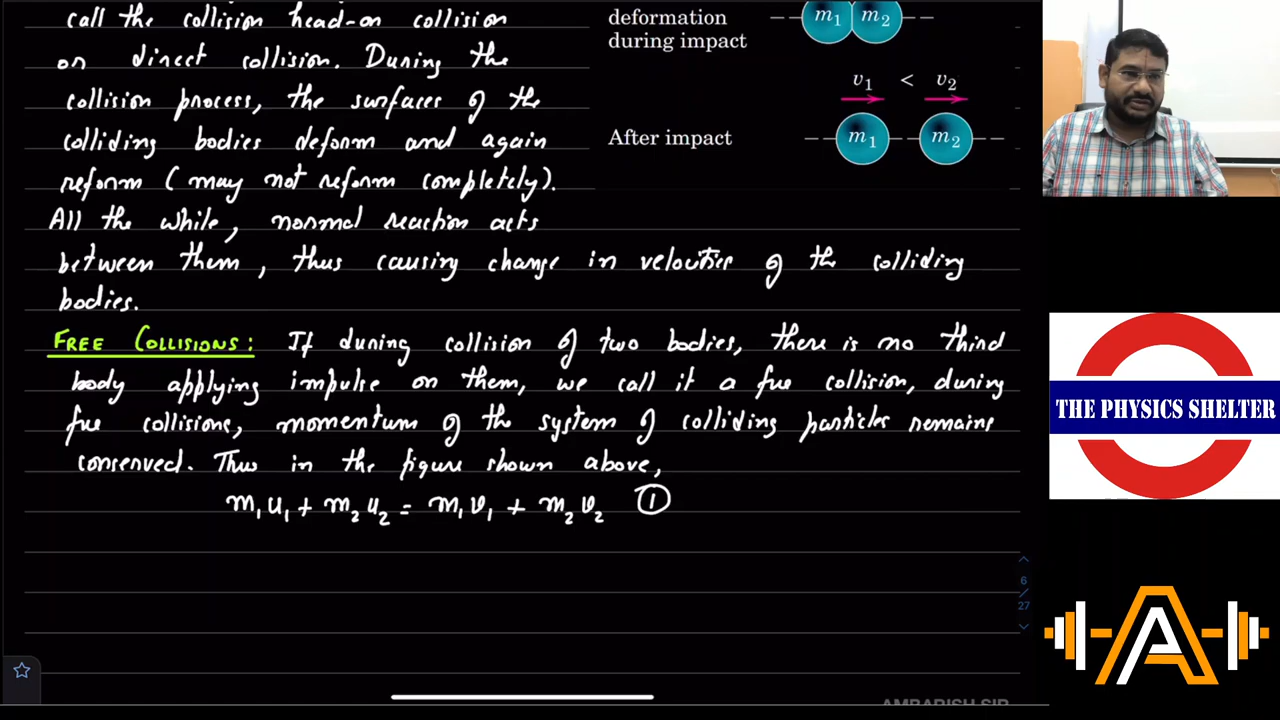 call the collision head-on collision
on direct collision. During the
collision process, the surfaces of the
colliding bodies deform and again
reform (may not reform completely).
All the while, normal reaction acts
between them, thus causing change in velocities of the colliding
bodies.
deformation
during impact
m1 m2
v1 < v2
After impact
m1 m2
FREE COLLISIONS: If during collision of two bodies, there is no third
body applying impulse on them, we call it a free collision, during
free collisions, momentum of the system of colliding particles remains
conserved. Thus in the figure shown above,
m1u1 + m2u2 = m1v1 + m2v2 ①
6
/
27
THE PHYSICS SHELTER
A
AMBARISH SIR